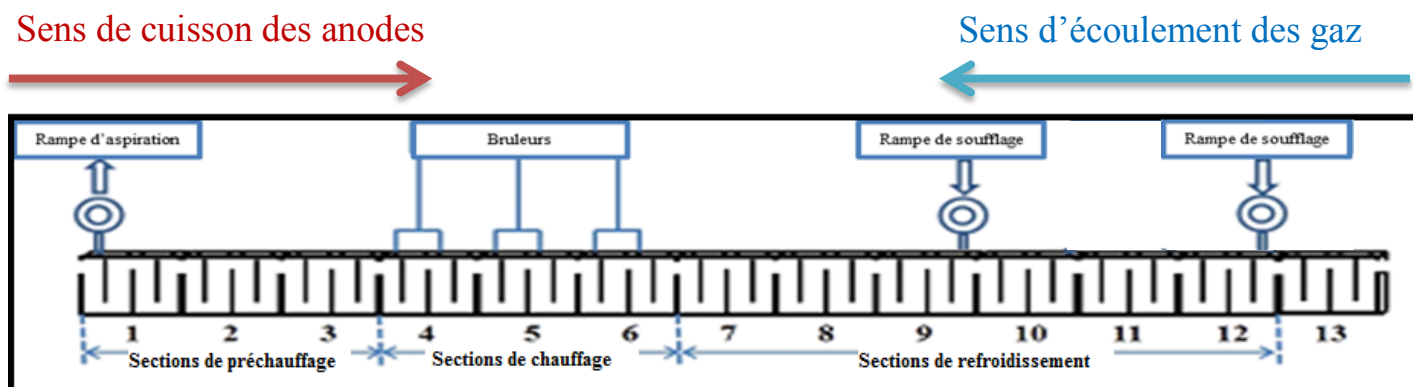 Sens de cuisson des anodes
Sens d'écoulement des gaz
Rampe d'aspiration
Bruleurs
Rampe de soufflage
Rampe de soufflage
1 2 3 4 5 6 7 8 9 10 11 12 13
Sections de préchauffage
Sections de chauffage
Sections de refroidissement